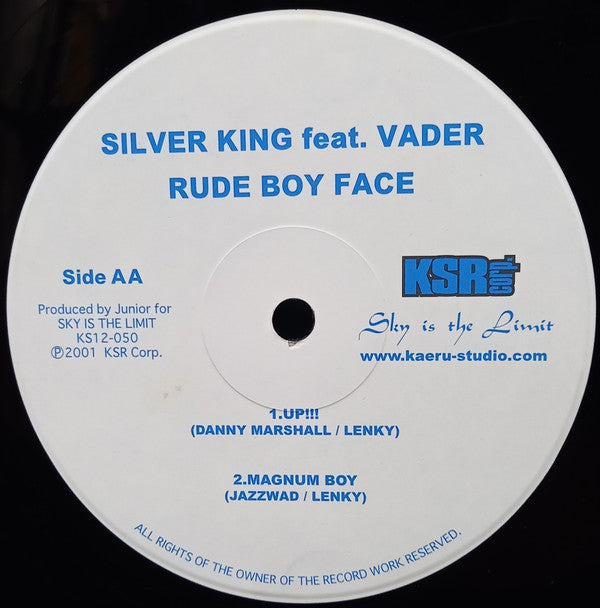 SILVER KING feat. VADER
RUDE BOY FACE
Side AA
Produced by Junior for
SKY IS THE LIMIT
KS12-050
℗2001 KSR Corp.
KSR corp.
Sky is the Limit
www.kaeru-studio.com
1.UP!!!
(DANNY MARSHALL / LENKY)
2.MAGNUM BOY
(JAZZWAD / LENKY)
ALL RIGHTS OF THE OWNER OF THE RECORD WORK RESERVED.